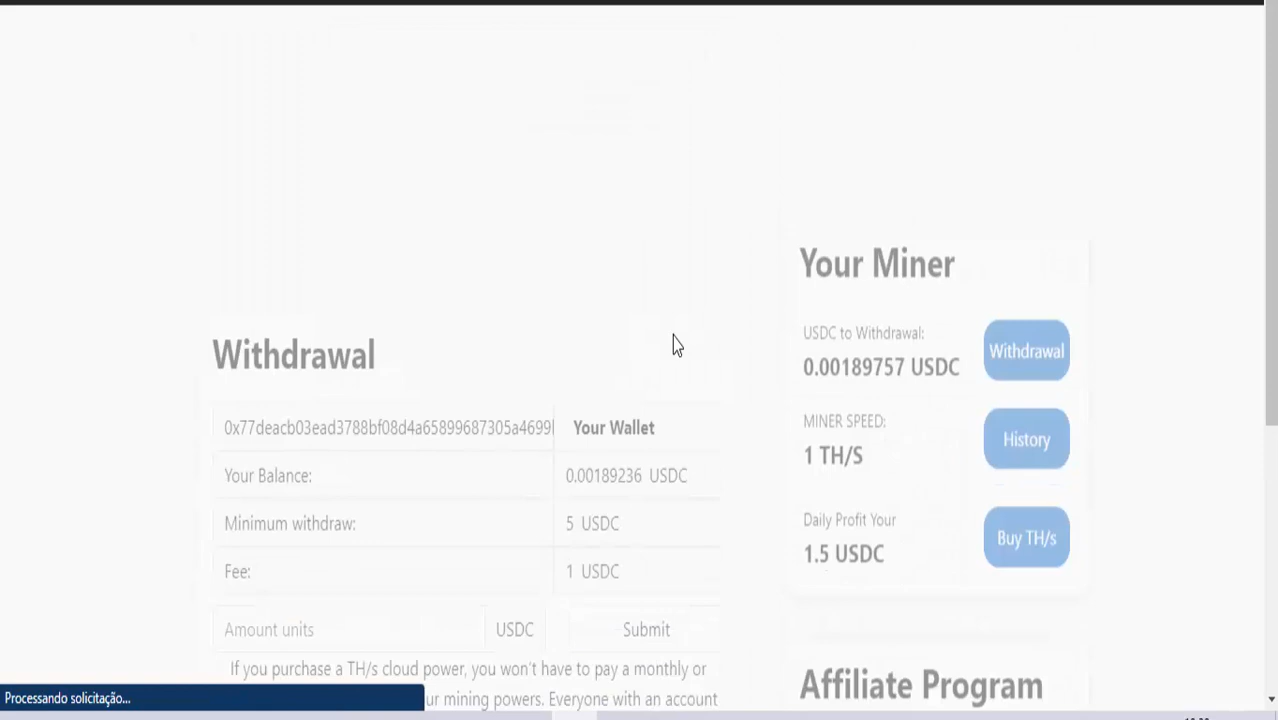 Your Miner
USDC to Withdrawal:
0.00189757 USDC
Withdrawal
MINER SPEED:
1 TH/S
History
Daily Profit Your
1.5 USDC
Buy TH/s
Affiliate Program
Withdrawal
0x77deacb03ead3788bf08d4a65899687305a4699
Your Wallet
Your Balance:
0.00189236 USDC
Minimum withdraw:
5 USDC
Fee:
1 USDC
Amount units
USDC
Submit
If you purchase a TH/s cloud power, you won't have to pay a monthly or
ur mining powers. Everyone with an account
Processando solicitação...